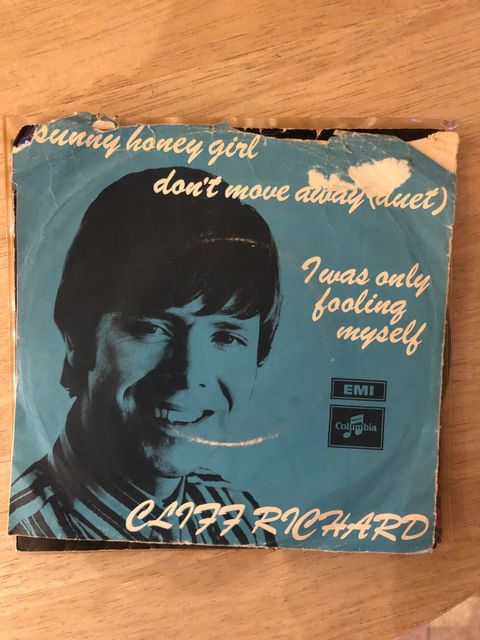 sunny honey girl
don't move away (duet)
I was only
fooling
myself
EMI
Columbia
CLIFF RICHARD